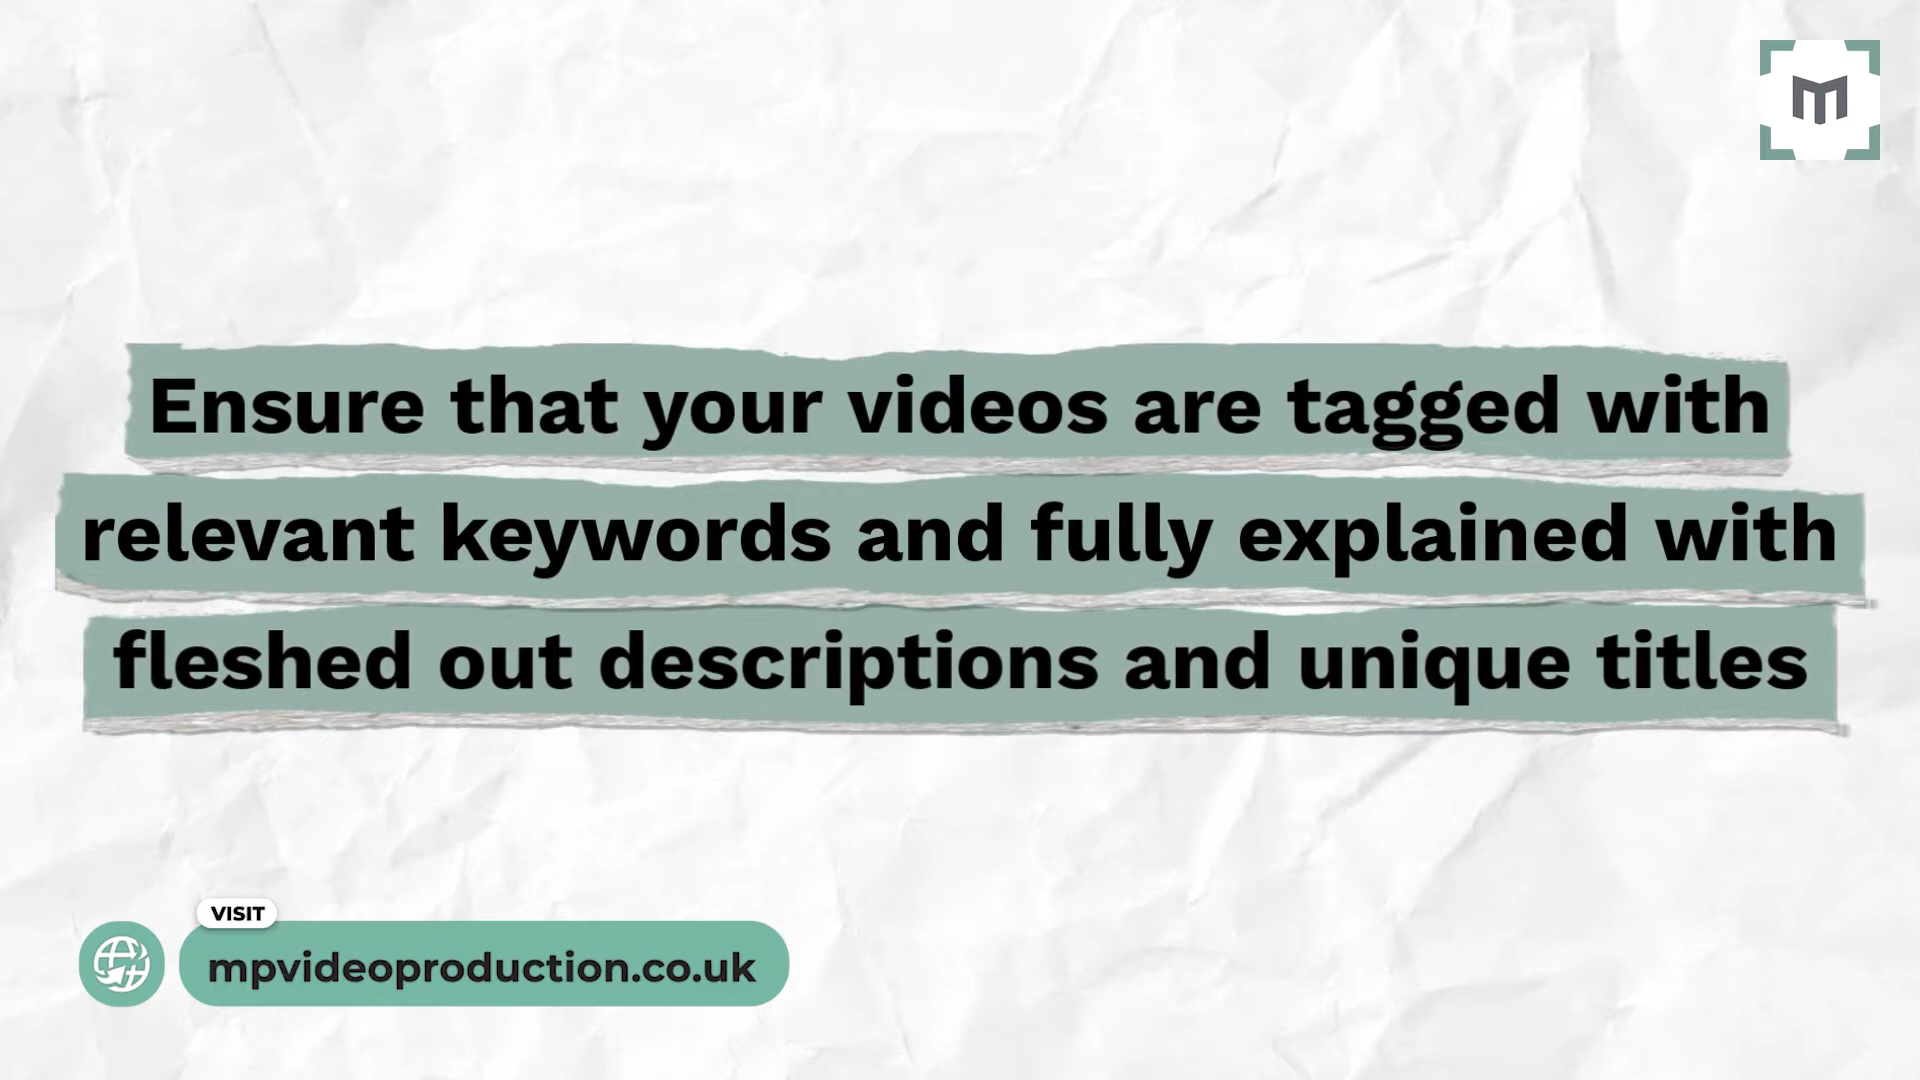 Ensure that your videos are tagged with
relevant keywords and fully explained with
fleshed out descriptions and unique titles
VISIT
mpvideoproduction.co.uk